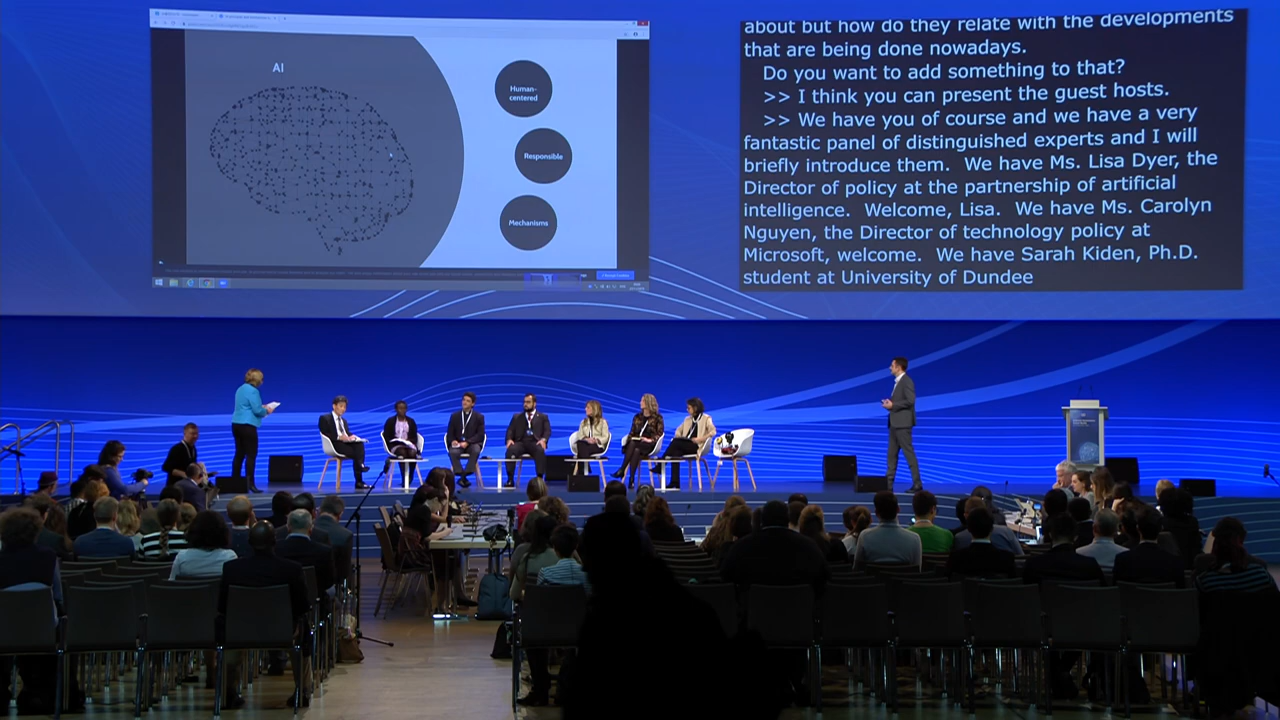 AI
Human-
centered
Responsible
Mechanisms
about but how do they relate with the developments
that are being done nowadays.
Do you want to add something to that?
>> I think you can present the guest hosts.
>> We have you of course and we have a very
fantastic panel of distinguished experts and I will
briefly introduce them.  We have Ms. Lisa Dyer, the
Director of policy at the partnership of artificial
intelligence.  Welcome, Lisa.  We have Ms. Carolyn
Nguyen, the Director of technology policy at
Microsoft, welcome.  We have Sarah Kiden, Ph.D.
student at University of Dundee